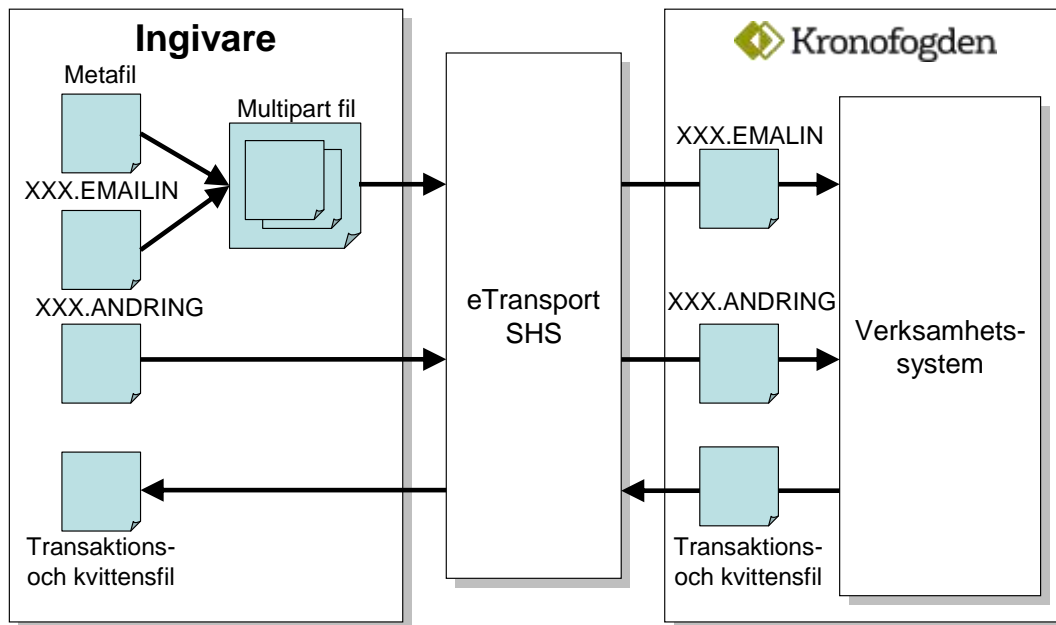 Ingivare
Metafil
Multipart fil
XXX.EMAILIN
XXX.ANDRING
Transaktions-
och kvittensfil
eTransport
SHS
Kronofogden
XXX.EMALIN
XXX.ANDRING
Transaktions-
och kvittensfil
Verksamhets-
system